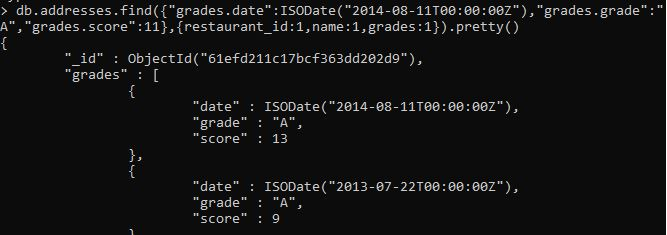 > db.addresses.find({"grades.date":ISODate("2014-08-11T00:00:00Z"),"grades.grade":"
A","grades.score":11},{restaurant_id:1,name:1,grades:1}).pretty()
{
"_id" : ObjectId("61efd211c17bcf363dd202d9"),
"grades" : [
{
"date" : ISODate("2014-08-11T00:00:00Z"),
"grade" : "A",
"score" : 13
},
{
"date" : ISODate("2013-07-22T00:00:00Z"),
"grade" : "A",
"score" : 9
}